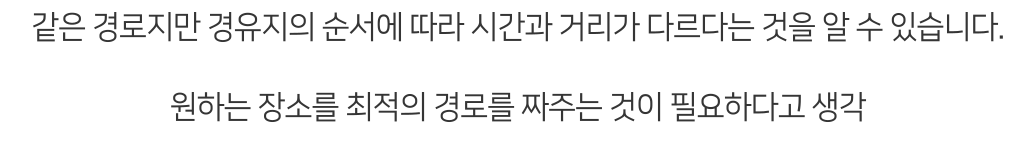 같은 경로지만 경유지의 순서에 따라 시간과 거리가 다르다는 것을 알 수 있습니다.
원하는 장소를 최적의 경로를 짜주는 것이 필요하다고 생각